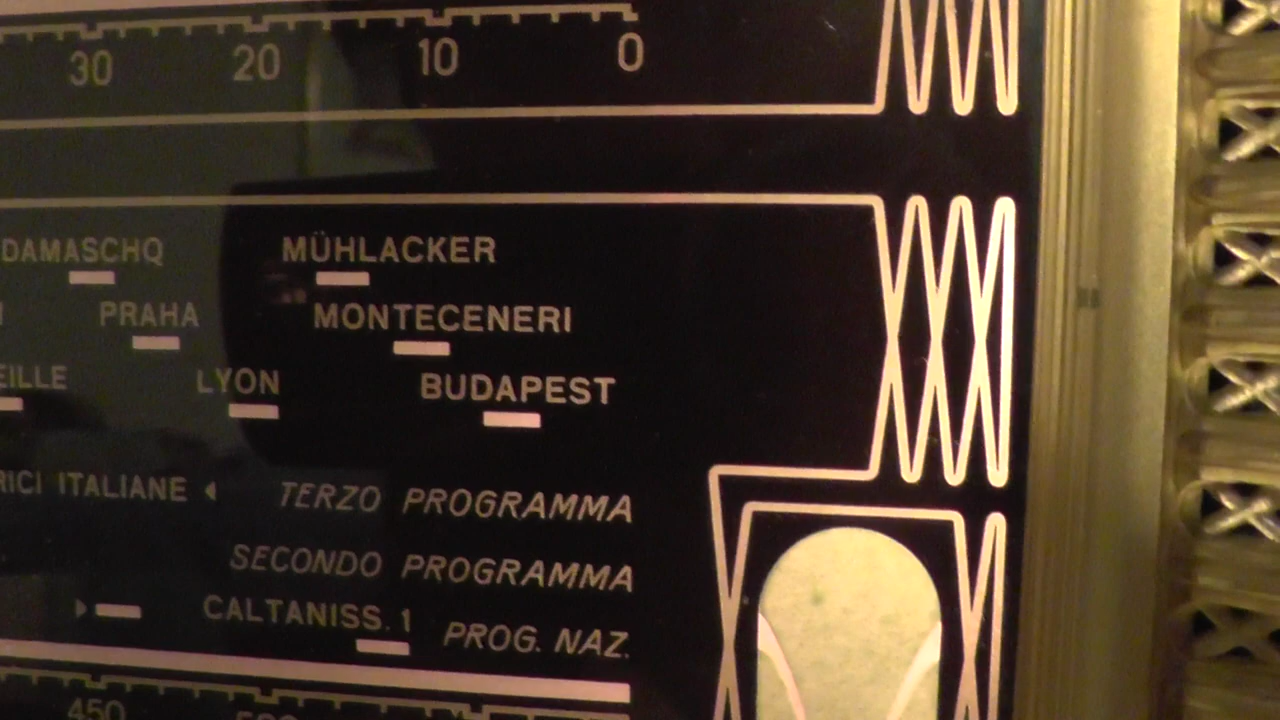 30 20 10 0
DAMASCHQ MÜHLACKER
PRAHA MONTECENERI
EILLE LYON BUDAPEST
RICI ITALIANE TERZO PROGRAMMA
SECONDO PROGRAMMA
CALTANISS. 1 PROG. NAZ.
450